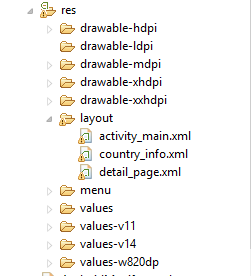 res
drawable-hdpi
drawable-ldpi
drawable-mdpi
drawable-xhdpi
drawable-xxhdpi
layout
activity_main.xml
country_info.xml
detail_page.xml
menu
values
values-v11
values-v14
values-w820dp